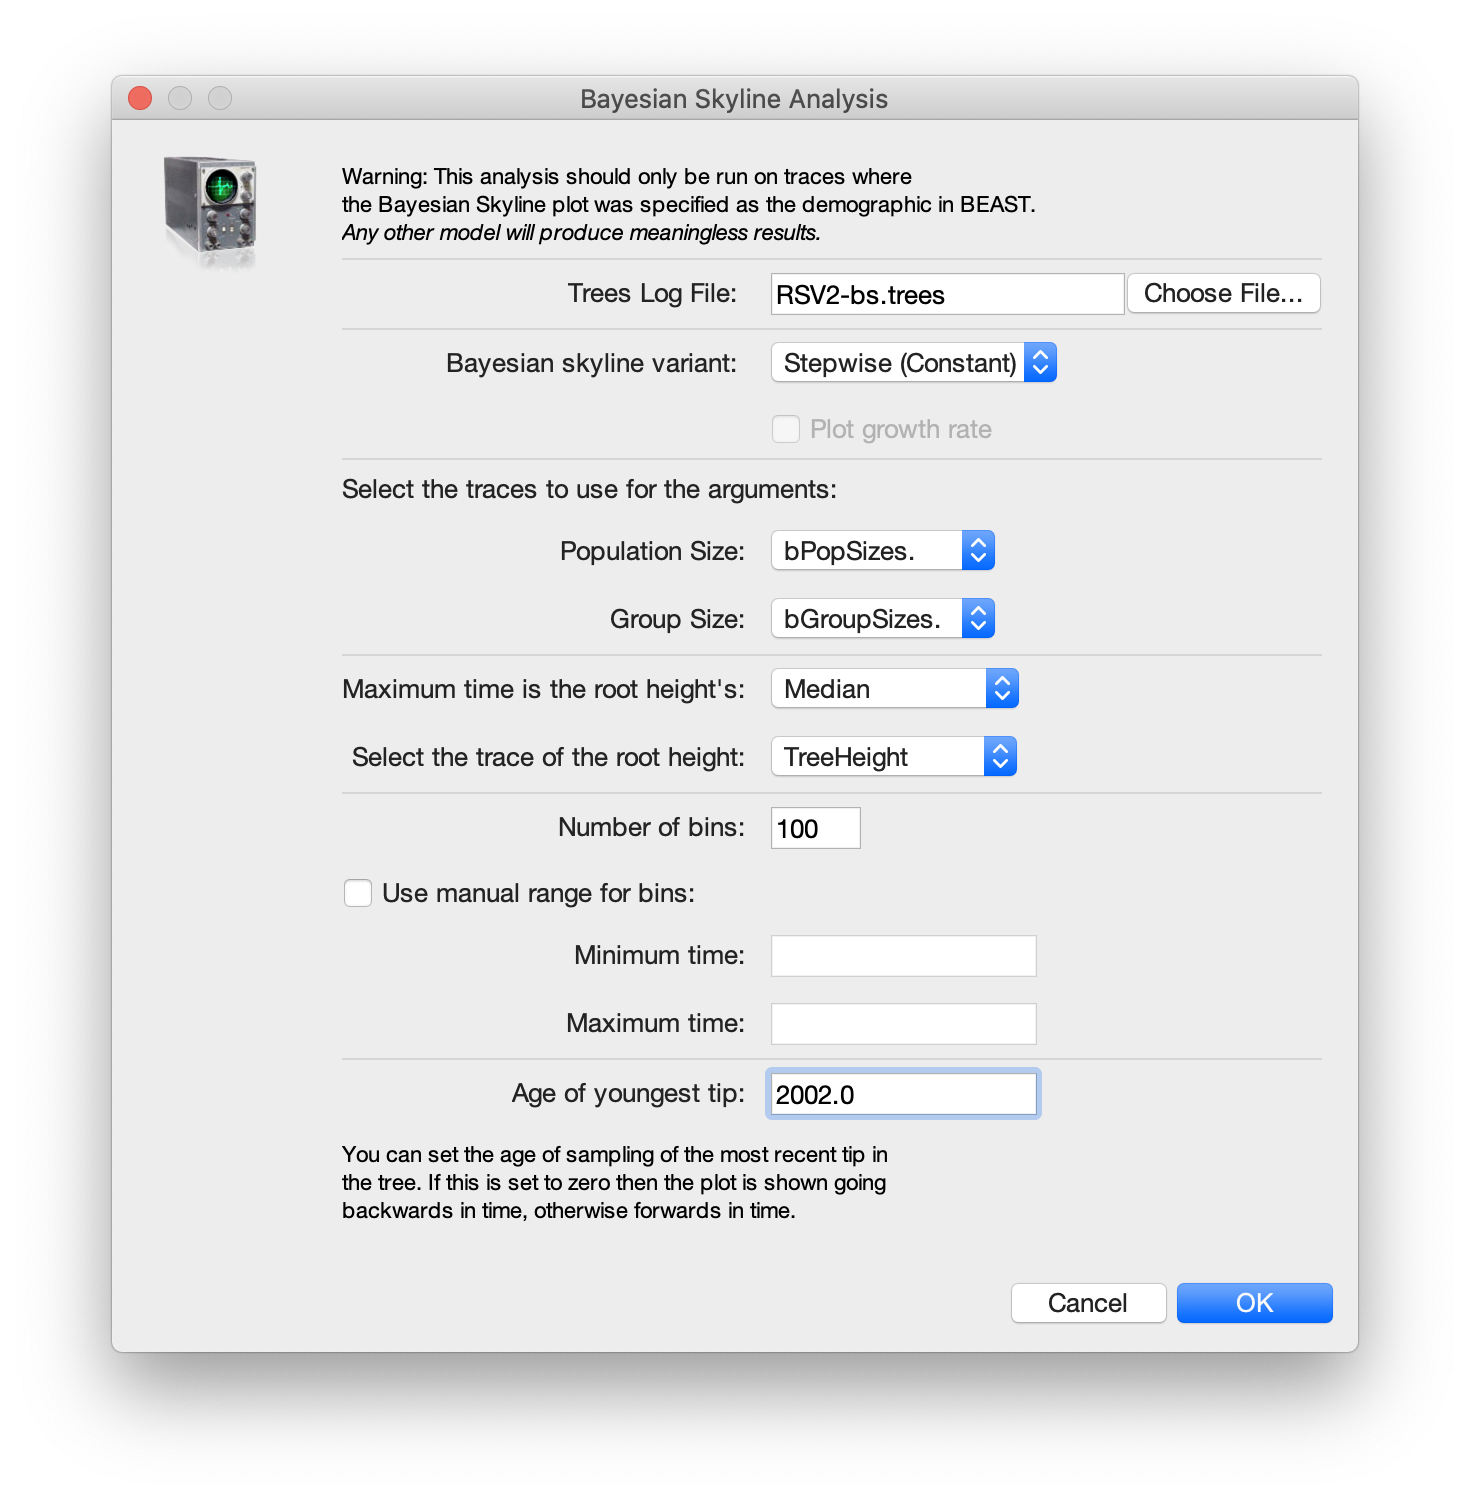 Bayesian Skyline Analysis
Warning: This analysis should only be run on traces where
the Bayesian Skyline plot was specified as the demographic in BEAST.
Any other model will produce meaningless results.
Trees Log File: RSV2-bs.trees Choose File...
Bayesian skyline variant: Stepwise (Constant)
Plot growth rate
Select the traces to use for the arguments:
Population Size: bPopSizes.
Group Size: bGroupSizes.
Maximum time is the root height's: Median
Select the trace of the root height: TreeHeight
Number of bins: 100
Use manual range for bins:
Minimum time:
Maximum time:
Age of youngest tip: 2002.0
You can set the age of sampling of the most recent tip in
the tree. If this is set to zero then the plot is shown going
backwards in time, otherwise forwards in time.
Cancel OK